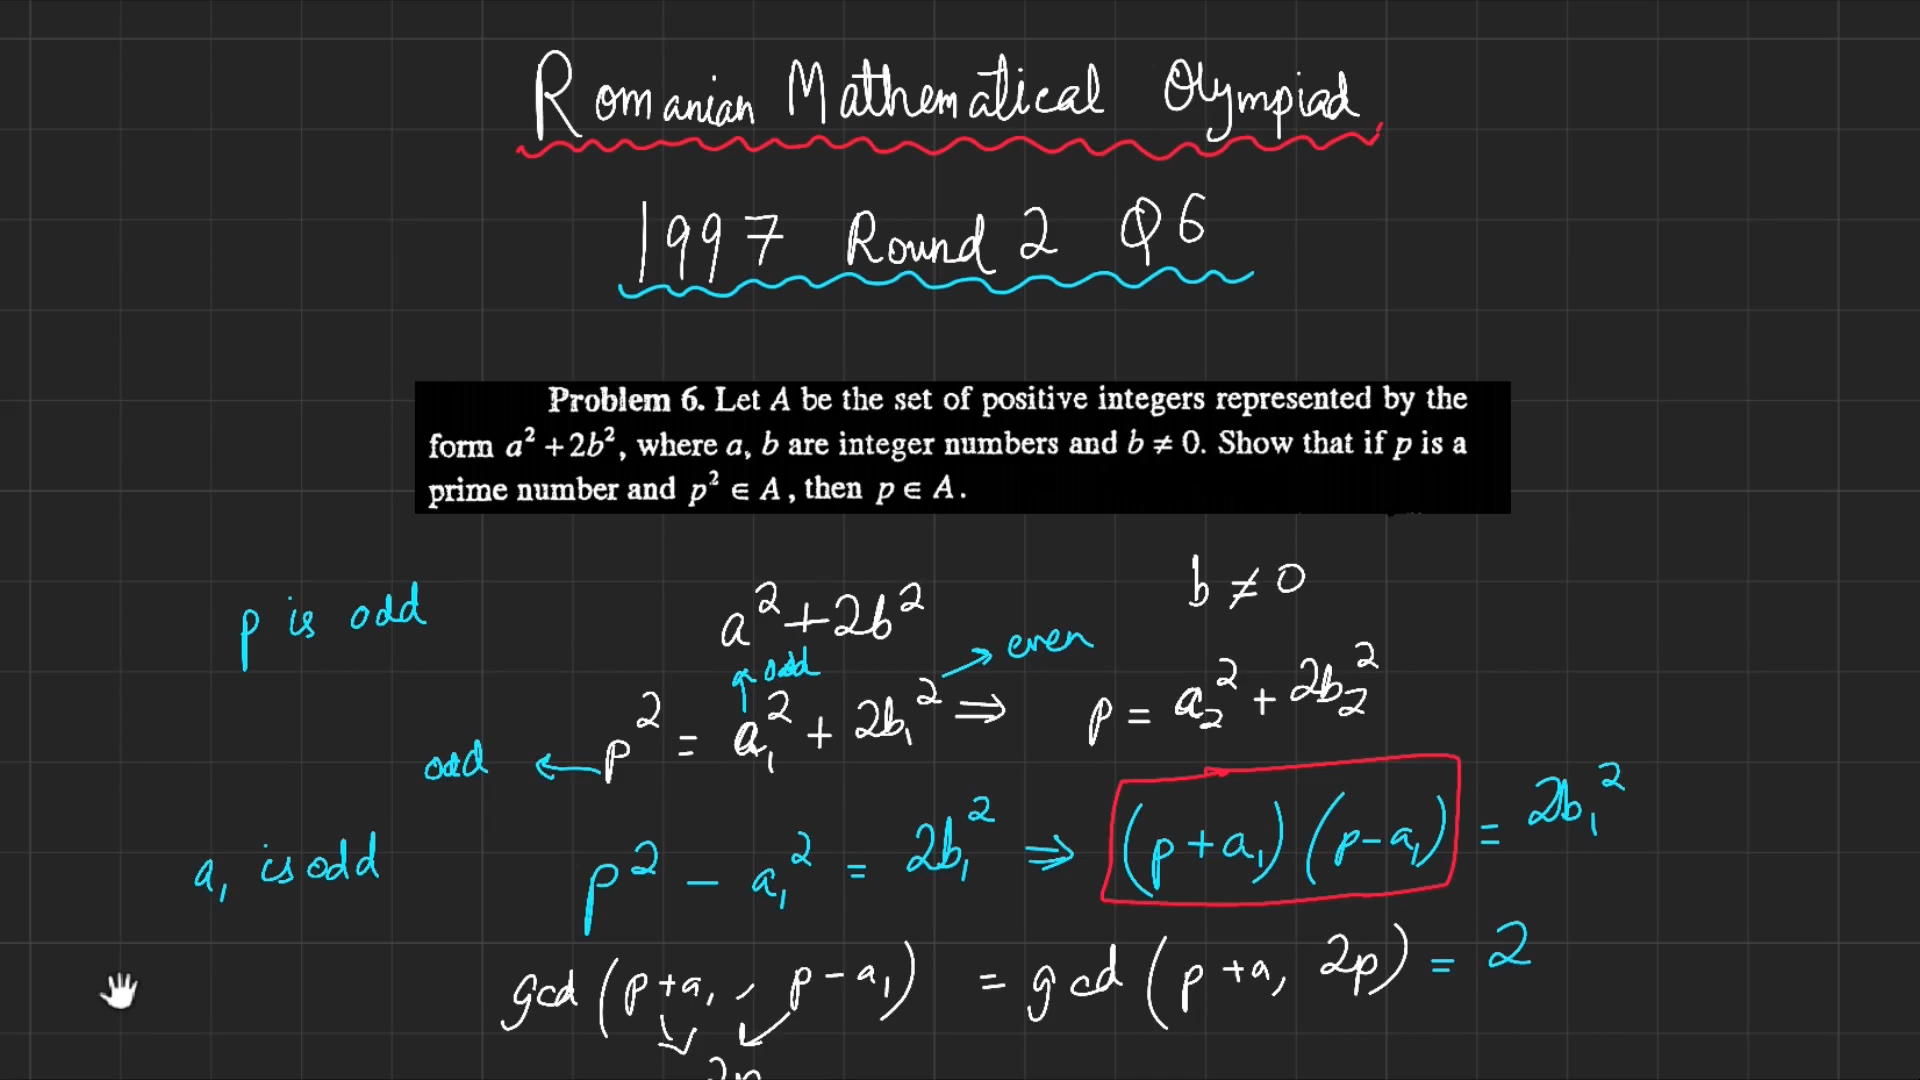 Romanian Mathematical Olympiad
1997 Round 2 Q6
Problem 6. Let A be the set of positive integers represented by the
form a² + 2b², where a, b are integer numbers and b ≠ 0. Show that if p is a
prime number and p² ∈ A, then p ∈ A.
p is odd
a² + 2b²
b ≠ 0
odd
even
p² = a₁² + 2b₁² ⇒ p = a₂² + 2b₂²
odd ←
a₁ is odd
p² − a₁² = 2b₁² ⇒ (p+a₁)(p−a₁) = 2b₁²
gcd(p+a₁, p−a₁) = gcd(p+a, 2p) = 2
2p